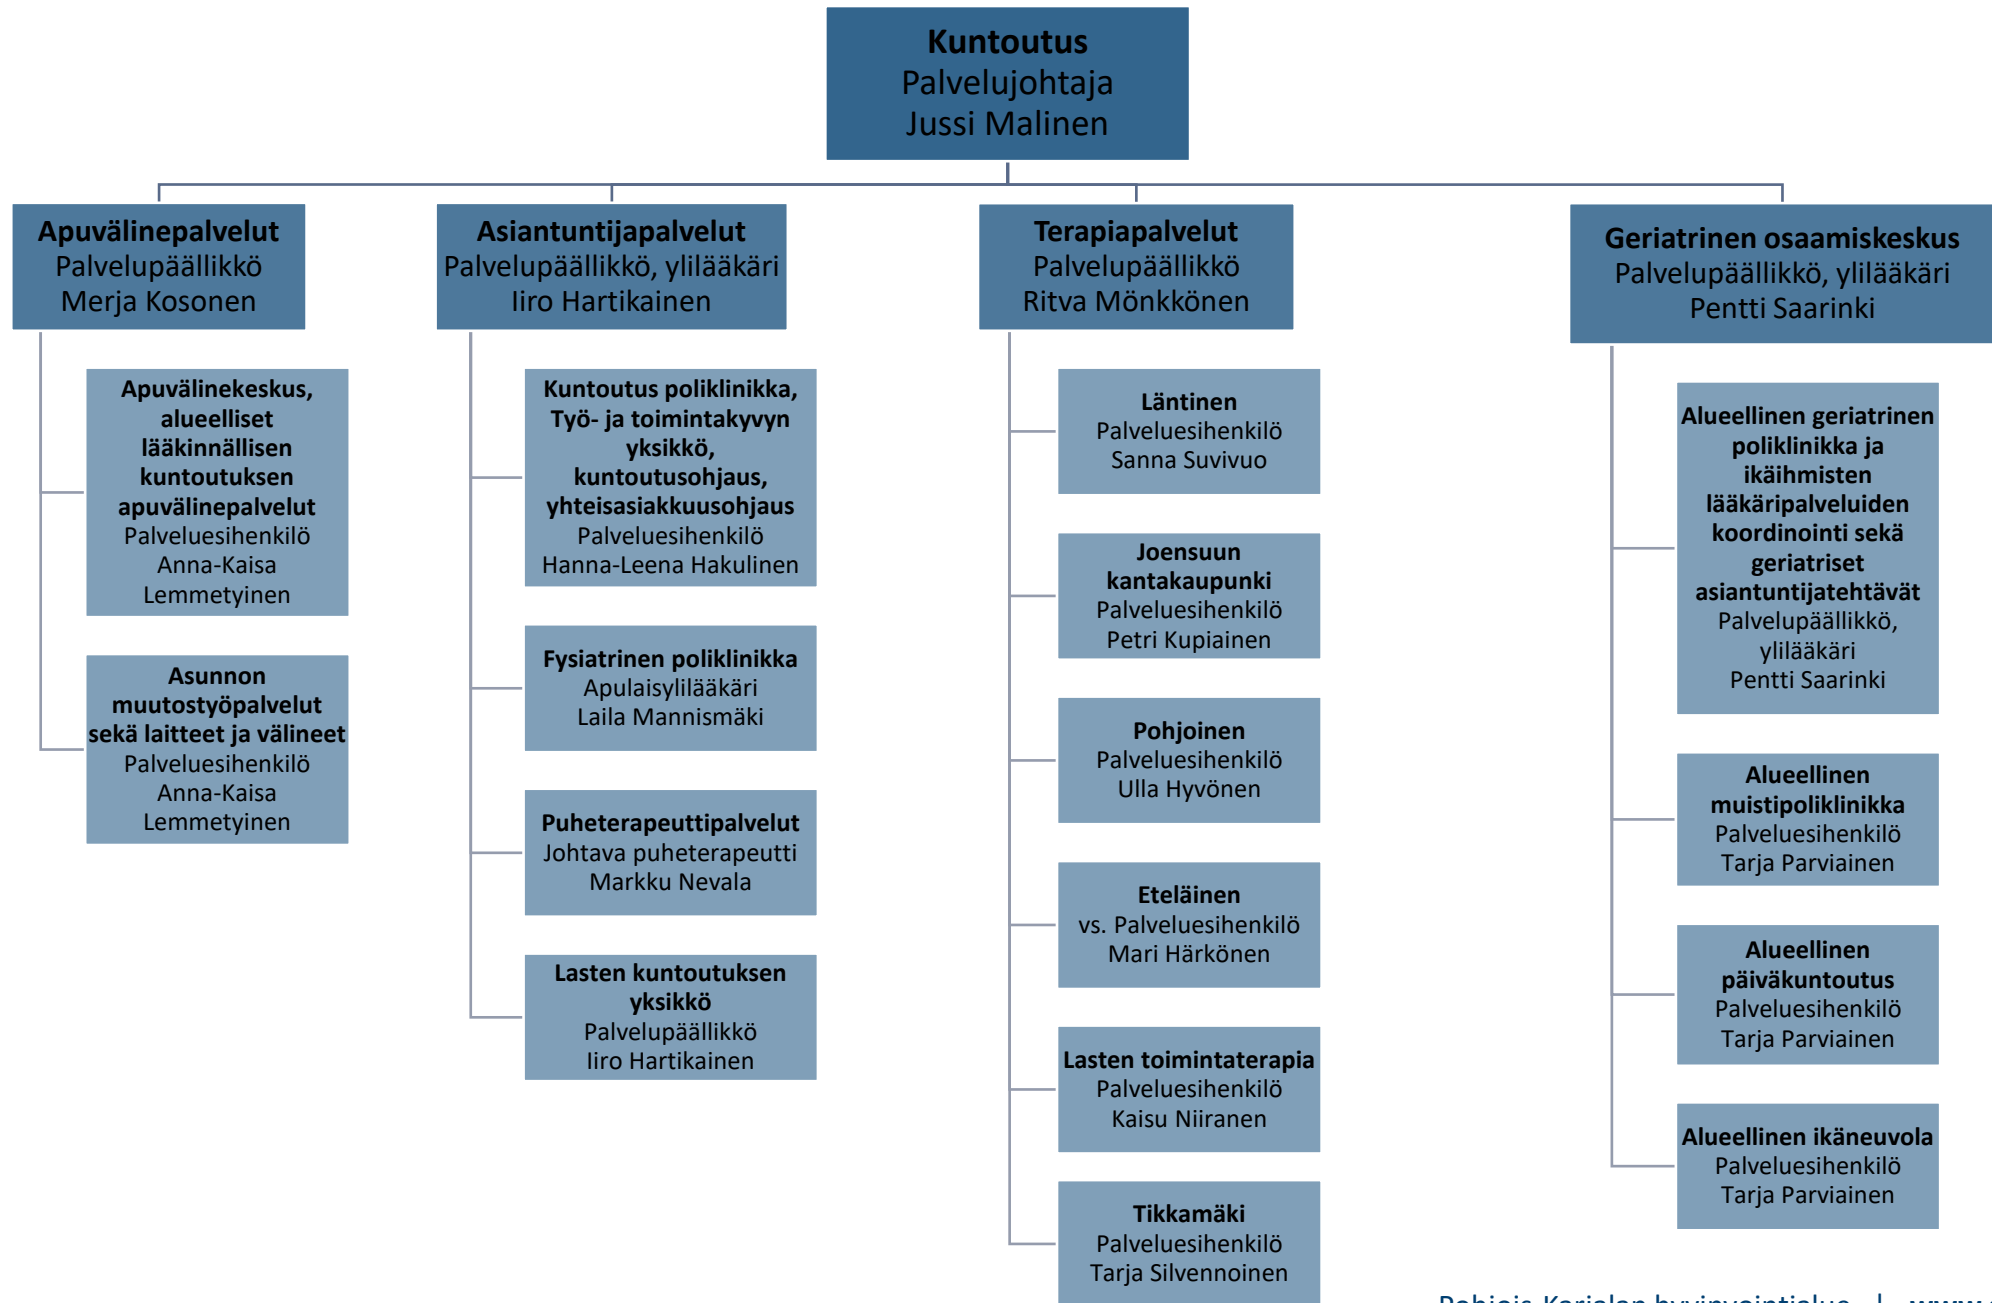 Kuntoutus
Palvelujohtaja
Jussi Malinen
Apuvälinepalvelut
Palvelupäällikkö
Merja Kosonen
Apuvälinekeskus,
alueelliset
lääkinnällisen
kuntoutuksen
apuvälinepalvelut
Palveluesihenkilö
Anna-Kaisa
Lemmetyinen
Asunnon
muutostyöpalvelut
sekä laitteet ja välineet
Palveluesihenkilö
Anna-Kaisa
Lemmetyinen
Asiantuntijapalvelut
Palvelupäällikkö, ylilääkäri
Iiro Hartikainen
Kuntoutus poliklinikka,
Työ- ja toimintakyvyn
yksikkö,
kuntoutusohjaus,
yhteisasiakkuusohjaus
Palveluesihenkilö
Hanna-Leena Hakulinen
Fysiatrinen poliklinikka
Apulaisylilääkäri
Laila Mannismäki
Puheterapeuttipalvelut
Johtava puheterapeutti
Markku Nevala
Lasten kuntoutuksen
yksikkö
Palvelupäällikkö
Iiro Hartikainen
Terapiapalvelut
Palvelupäällikkö
Ritva Mönkkönen
Läntinen
Palveluesihenkilö
Sanna Suvivuo
Joensuun
kantakaupunki
Palveluesihenkilö
Petri Kupiainen
Pohjoinen
Palveluesihenkilö
Ulla Hyvönen
Eteläinen
vs. Palveluesihenkilö
Mari Härkönen
Lasten toimintaterapia
Palveluesihenkilö
Kaisu Niiranen
Tikkamäki
Palveluesihenkilö
Tarja Silvennoinen
Geriatrinen osaamiskeskus
Palvelupäällikkö, ylilääkäri
Pentti Saarinki
Alueellinen geriatrinen
poliklinikka ja
ikäihmisten
lääkäripalveluiden
koordinointi sekä
geriatriset
asiantuntijatehtävät
Palvelupäällikkö,
ylilääkäri
Pentti Saarinki
Alueellinen
muistipoliklinikka
Palveluesihenkilö
Tarja Parviainen
Alueellinen
päiväkuntoutus
Palveluesihenkilö
Tarja Parviainen
Alueellinen ikäneuvola
Palveluesihenkilö
Tarja Parviainen
Pohjois-Karjalan hyvinvointialue |